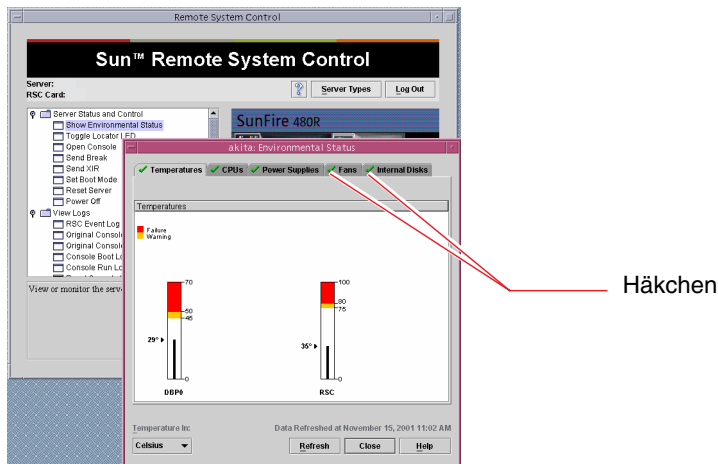 Remote System Control
Sun™ Remote System Control
Server:
RSC Card:
Server Types
Log Out
Server Status and Control
Show Environmental Status
Toggle Locator LED
Open Console
Send Break
Send XIR
Set Boot Mode
Reset Server
Power Off
View Logs
RSC Event Log
Original Consol
Original Consol
Console Boot Lo
Console Run Lo
View or monitor the serv
SunFire 480R
akita: Environmental Status
Temperatures
CPUs
Power Supplies
Fans
Internal Disks
Temperatures
Failure
Warning
70
50
45
29°
0
DBP0
100
80
75
35°
0
RSC
Temperature In:
Data Refreshed at November 15, 2001 11:02 AM
Celsius
Refresh
Close
Help
Häkchen